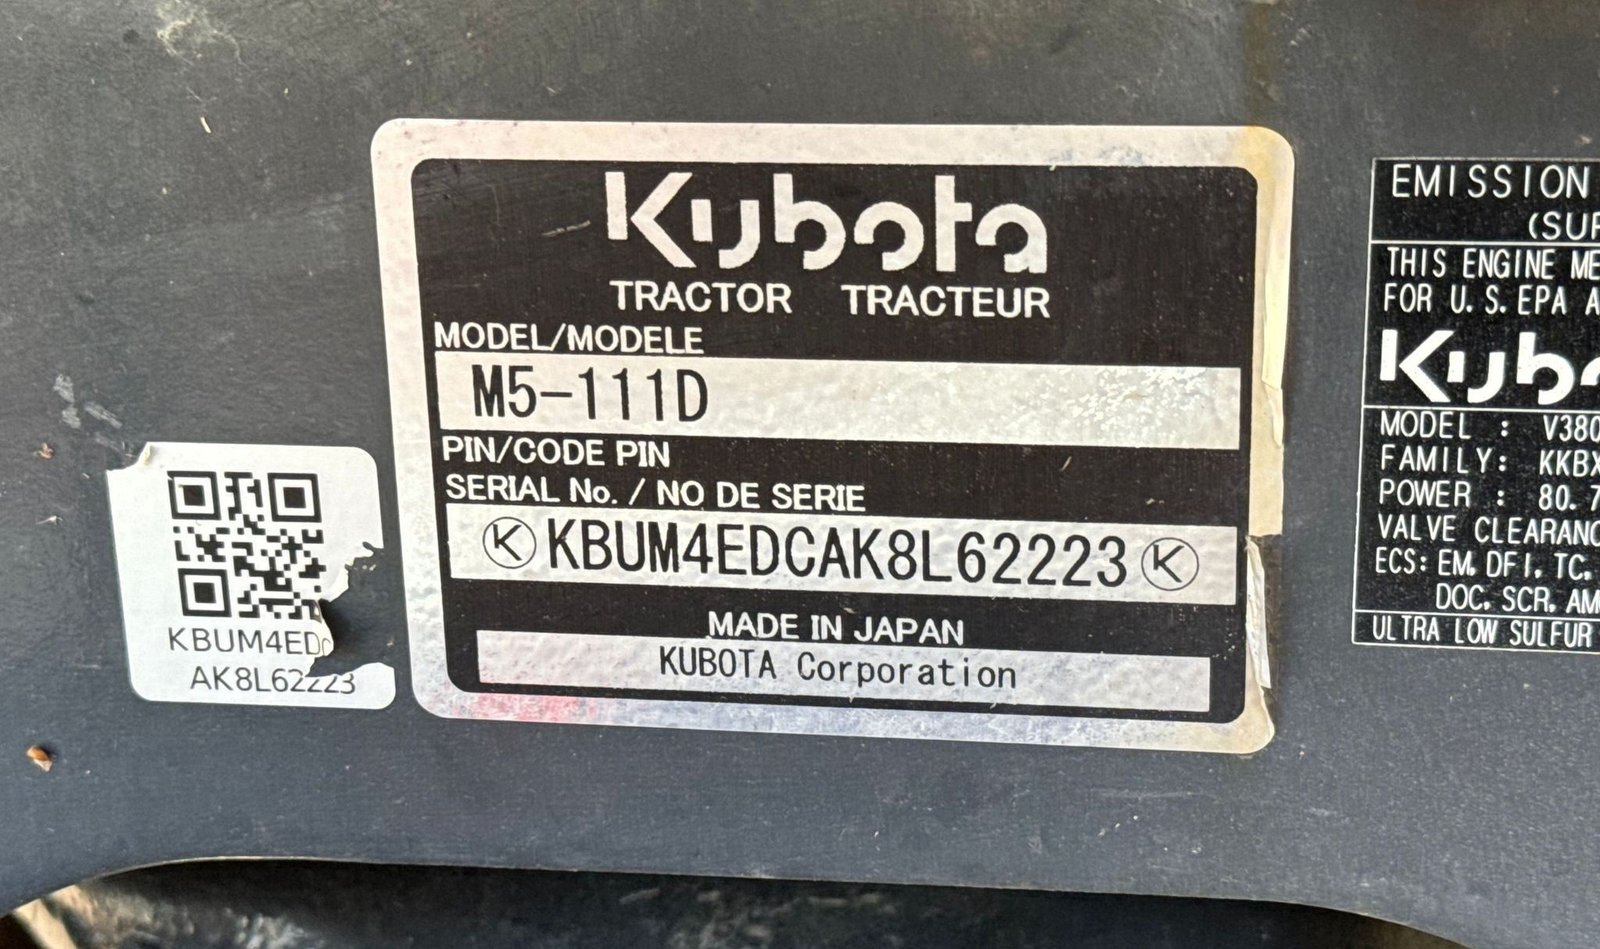 Kubota
TRACTOR TRACTEUR
MODEL/MODELE
M5-111D
PIN/CODE PIN
SERIAL No. / NO DE SERIE
KBUM4EDCAK8L62223
MADE IN JAPAN
KUBOTA Corporation
KBUM4ED
AK8L62223
EMISSION
(SUP
THIS ENGINE ME
FOR U.S. EPA A
Kubo
MODEL : V380
FAMILY: KKBX
POWER : 80.7
VALVE CLEARANC
ECS: EM, DFI, TC,
DOC, SCR, AM
ULTRA LOW SULFUR